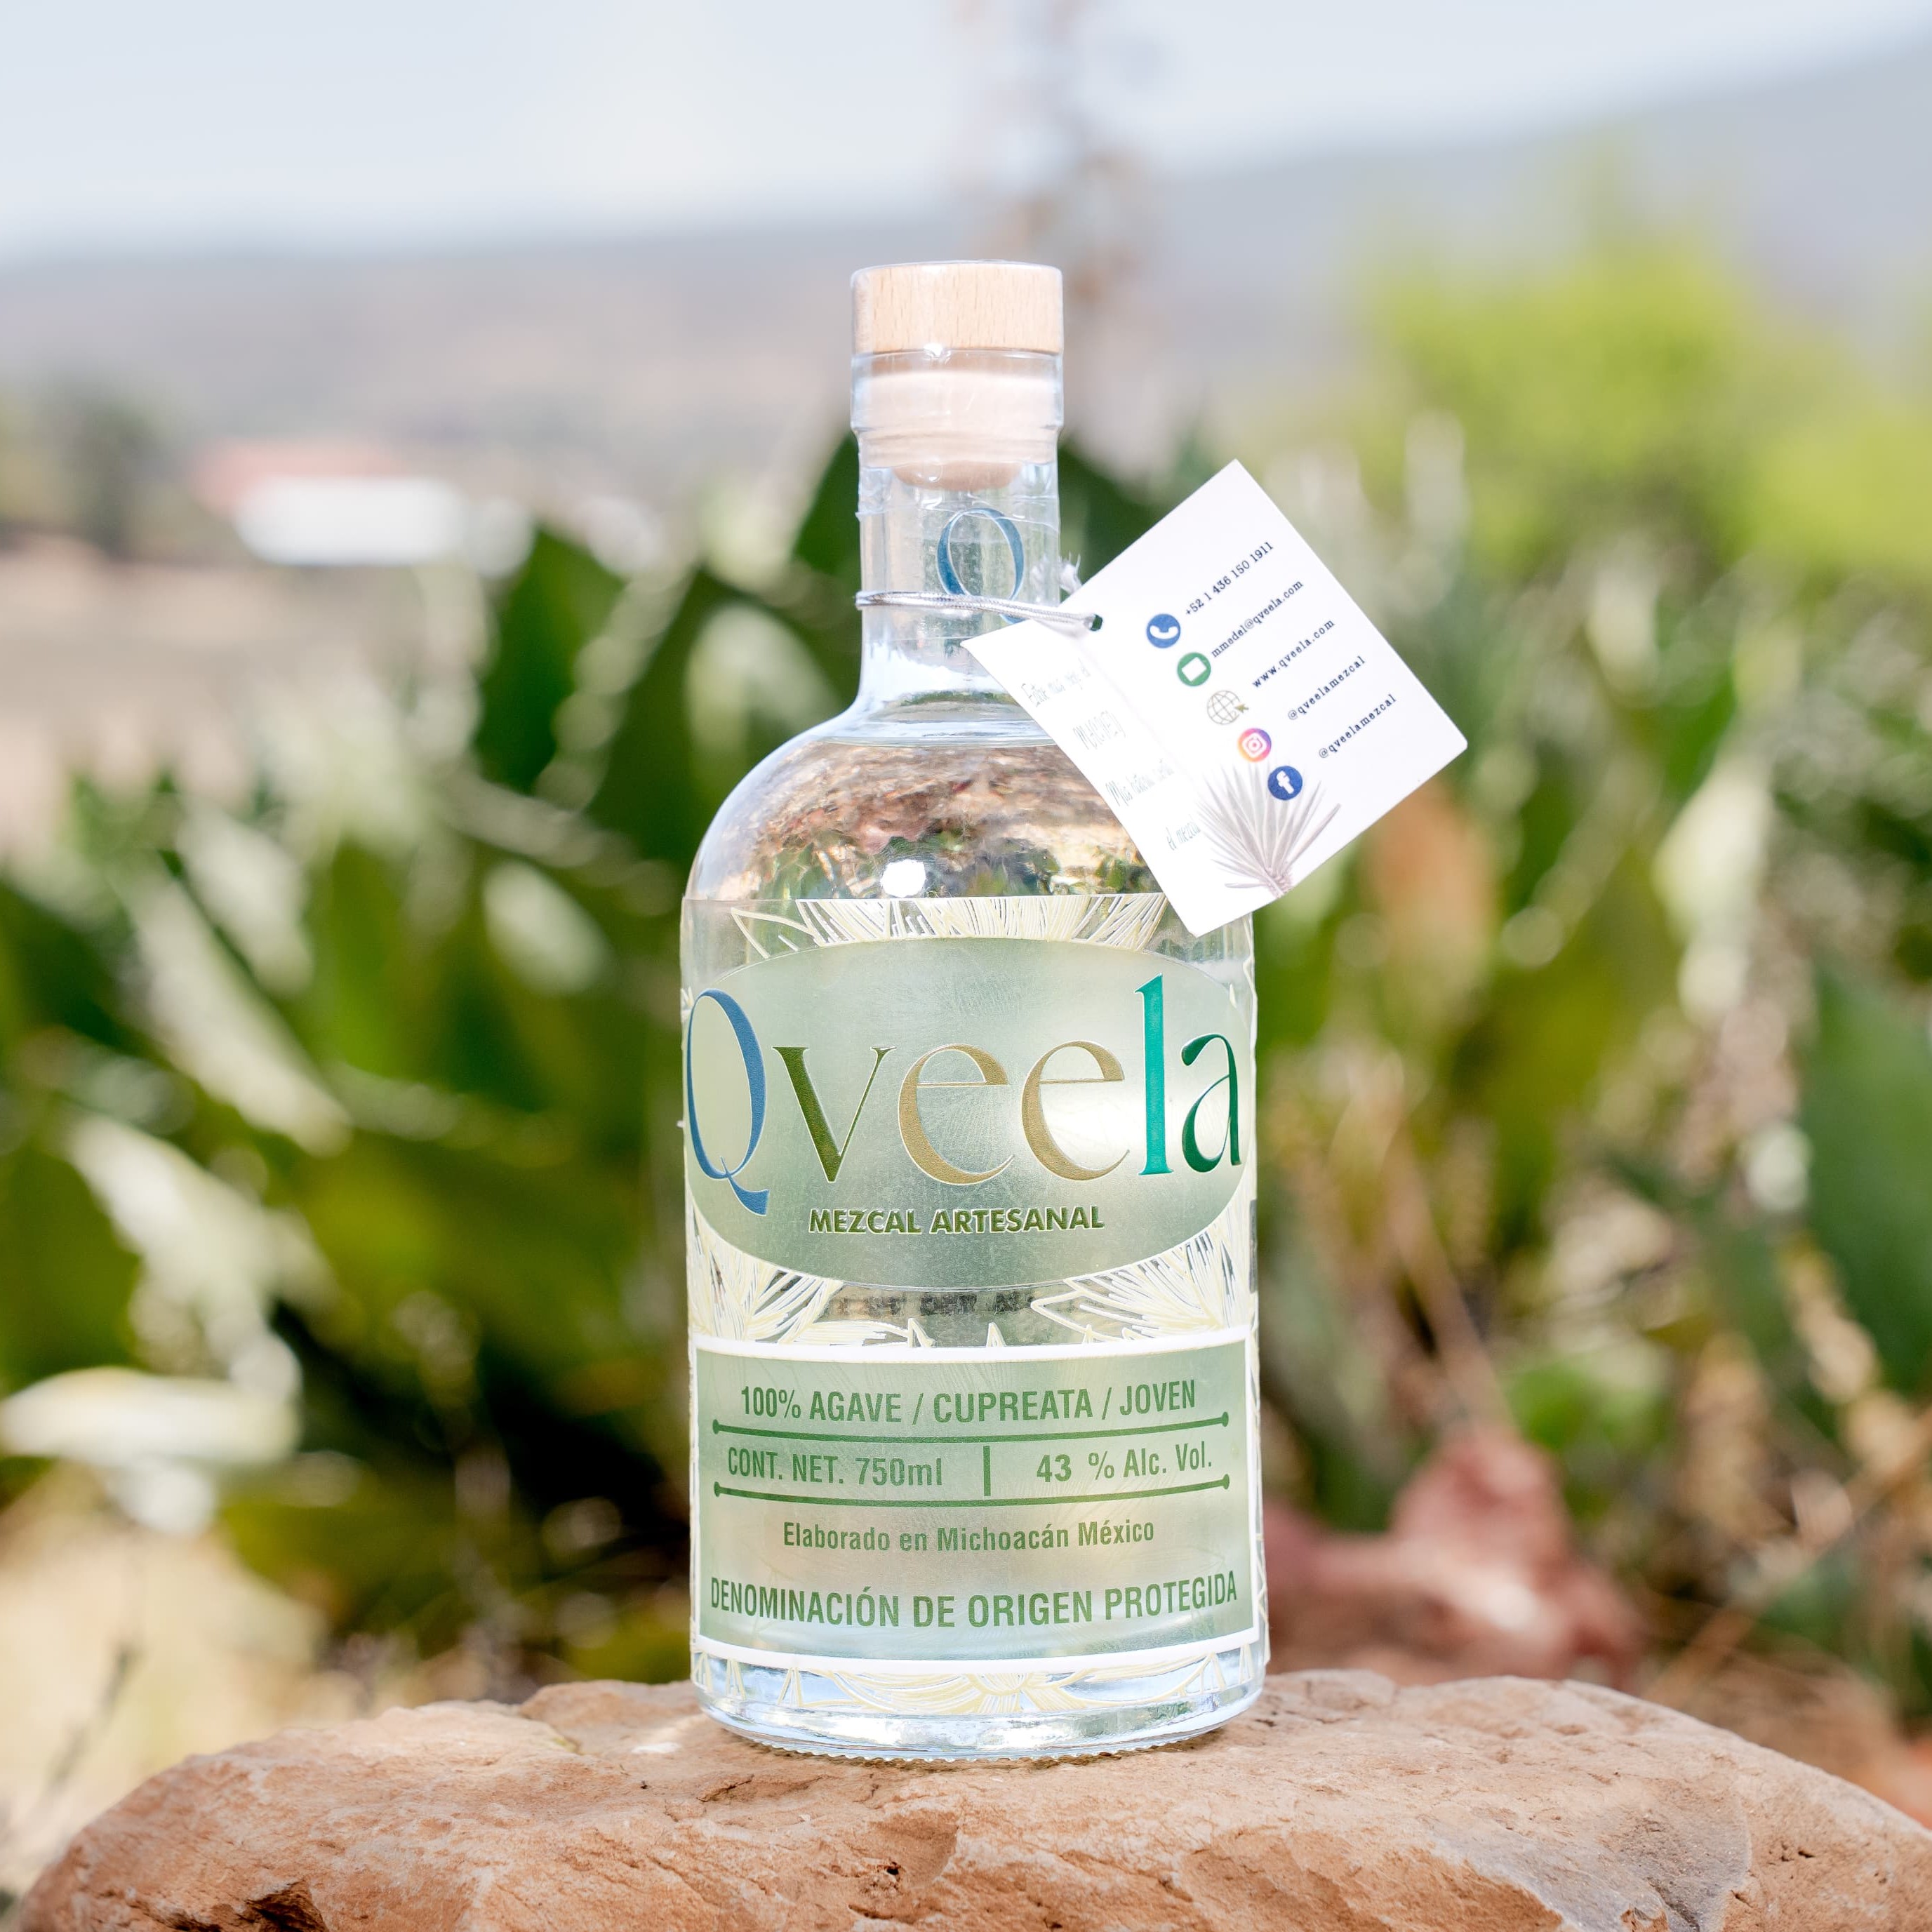 Q
+52 1 436 150 1911
mmedel@qveela.com
www.qveela.com
@qveelamezcal
@qveelamezcal
Qveela
MEZCAL ARTESANAL
100% AGAVE / CUPREATA / JOVEN
CONT. NET. 750ml | 43 % Alc. Vol.
Elaborado en Michoacán México
DENOMINACIÓN DE ORIGEN PROTEGIDA